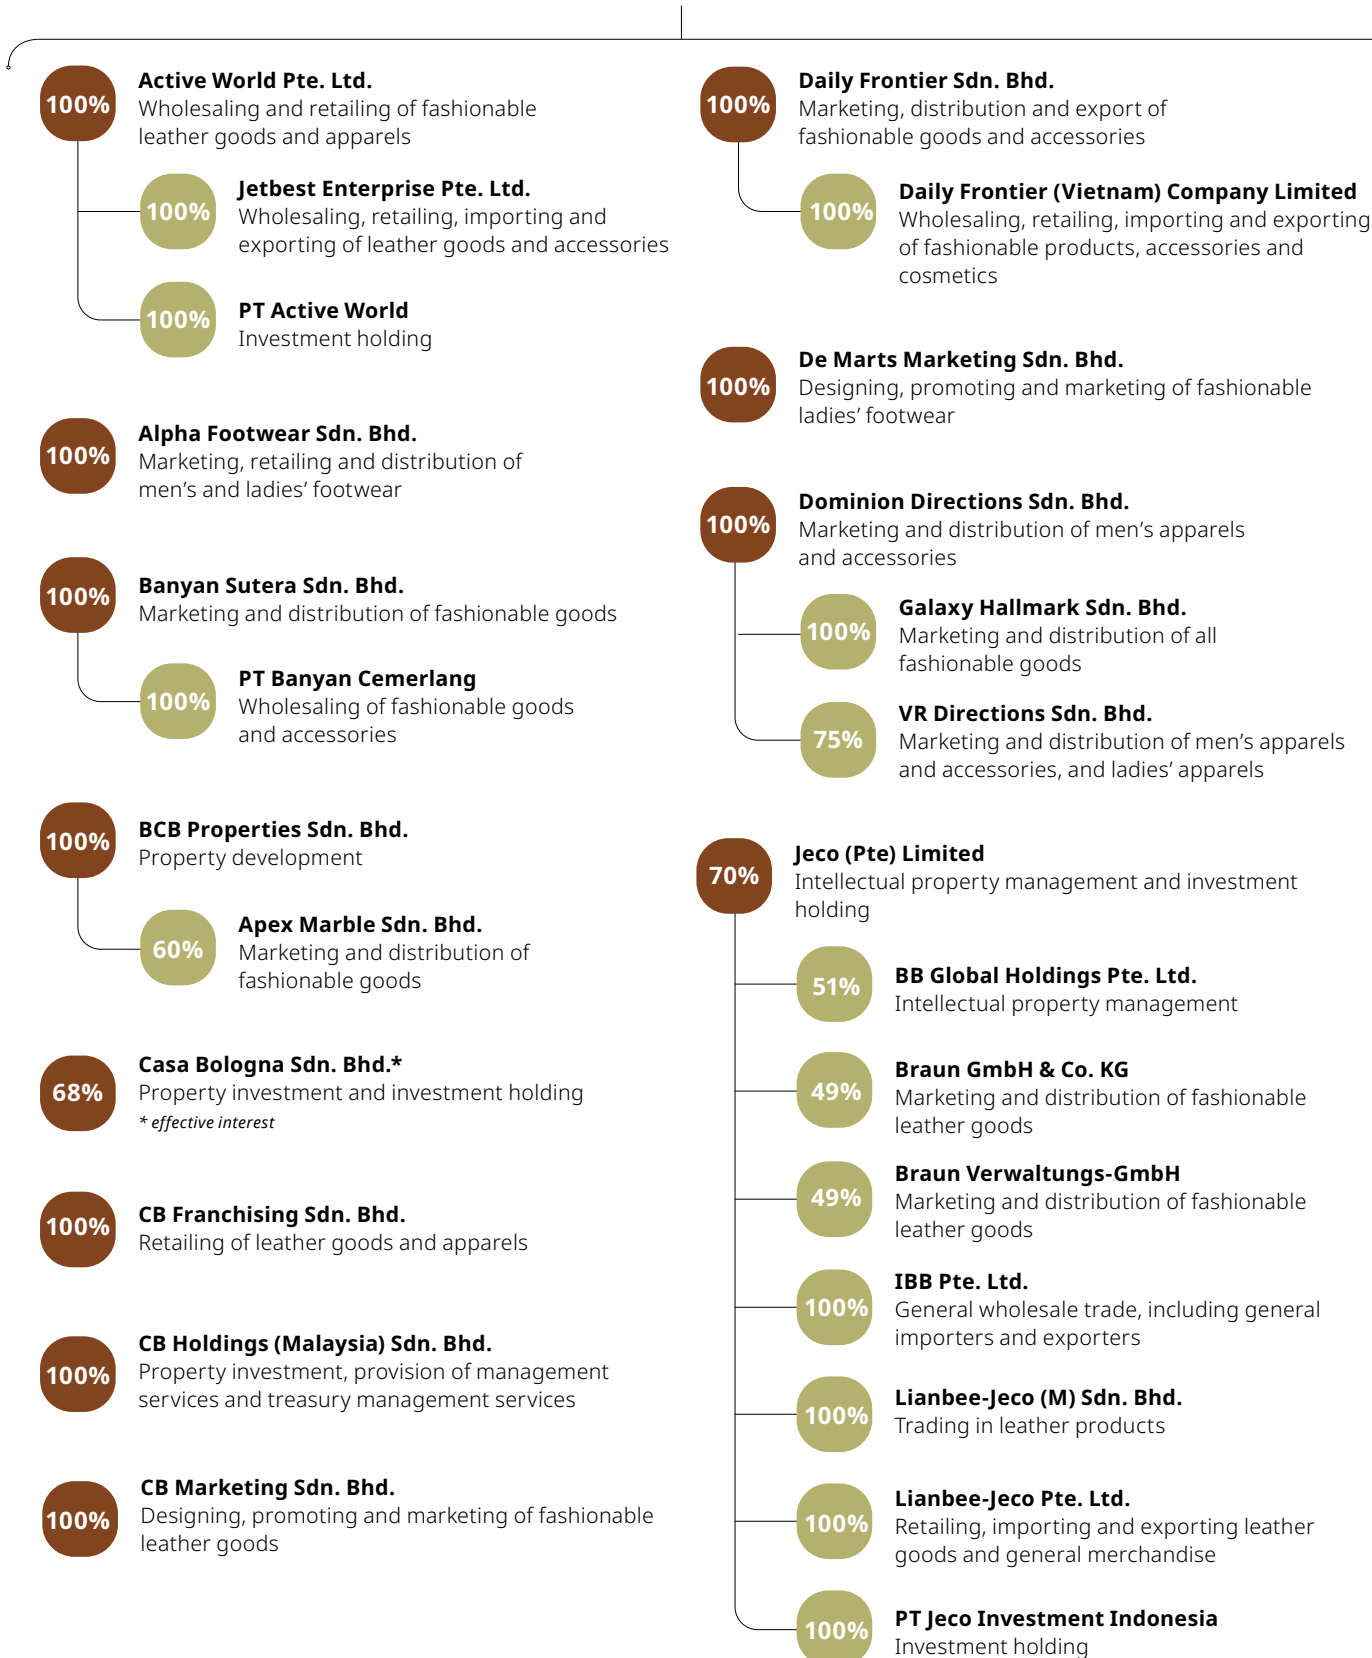 100%
Active World Pte. Ltd.
Wholesaling and retailing of fashionable
leather goods and apparels
100%
Jetbest Enterprise Pte. Ltd.
Wholesaling, retailing, importing and
exporting of leather goods and accessories
100%
PT Active World
Investment holding
100%
Alpha Footwear Sdn. Bhd.
Marketing, retailing and distribution of
men’s and ladies’ footwear
100%
Banyan Sutera Sdn. Bhd.
Marketing and distribution of fashionable goods
100%
PT Banyan Cemerlang
Wholesaling of fashionable goods
and accessories
100%
BCB Properties Sdn. Bhd.
Property development
60%
Apex Marble Sdn. Bhd.
Marketing and distribution of
fashionable goods
68%
Casa Bologna Sdn. Bhd.*
Property investment and investment holding
* effective interest
100%
CB Franchising Sdn. Bhd.
Retailing of leather goods and apparels
100%
CB Holdings (Malaysia) Sdn. Bhd.
Property investment, provision of management
services and treasury management services
100%
CB Marketing Sdn. Bhd.
Designing, promoting and marketing of fashionable
leather goods
100%
Daily Frontier Sdn. Bhd.
Marketing, distribution and export of
fashionable goods and accessories
100%
Daily Frontier (Vietnam) Company Limited
Wholesaling, retailing, importing and exporting
of fashionable products, accessories and
cosmetics
100%
De Marts Marketing Sdn. Bhd.
Designing, promoting and marketing of fashionable
ladies’ footwear
100%
Dominion Directions Sdn. Bhd.
Marketing and distribution of men’s apparels
and accessories
100%
Galaxy Hallmark Sdn. Bhd.
Marketing and distribution of all
fashionable goods
75%
VR Directions Sdn. Bhd.
Marketing and distribution of men’s apparels
and accessories, and ladies’ apparels
70%
Jeco (Pte) Limited
Intellectual property management and investment
holding
51%
BB Global Holdings Pte. Ltd.
Intellectual property management
49%
Braun GmbH & Co. KG
Marketing and distribution of fashionable
leather goods
49%
Braun Verwaltungs-GmbH
Marketing and distribution of fashionable
leather goods
100%
IBB Pte. Ltd.
General wholesale trade, including general
importers and exporters
100%
Lianbee-Jeco (M) Sdn. Bhd.
Trading in leather products
100%
Lianbee-Jeco Pte. Ltd.
Retailing, importing and exporting leather
goods and general merchandise
100%
PT Jeco Investment Indonesia
Investment holding